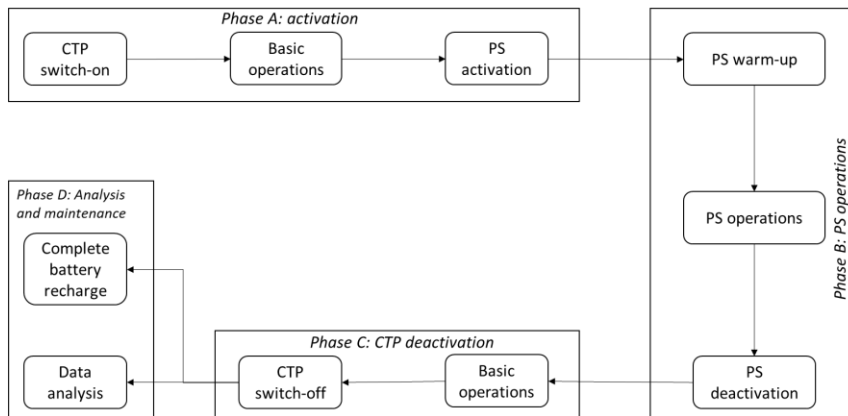 Phase A: activation
CTP
switch-on
Basic
operations
PS
activation
PS warm-up
PS operations
PS
deactivation
Phase B: PS operations
Phase C: CTP deactivation
Basic
operations
CTP
switch-off
Phase D: Analysis
and maintenance
Complete
battery
recharge
Data
analysis